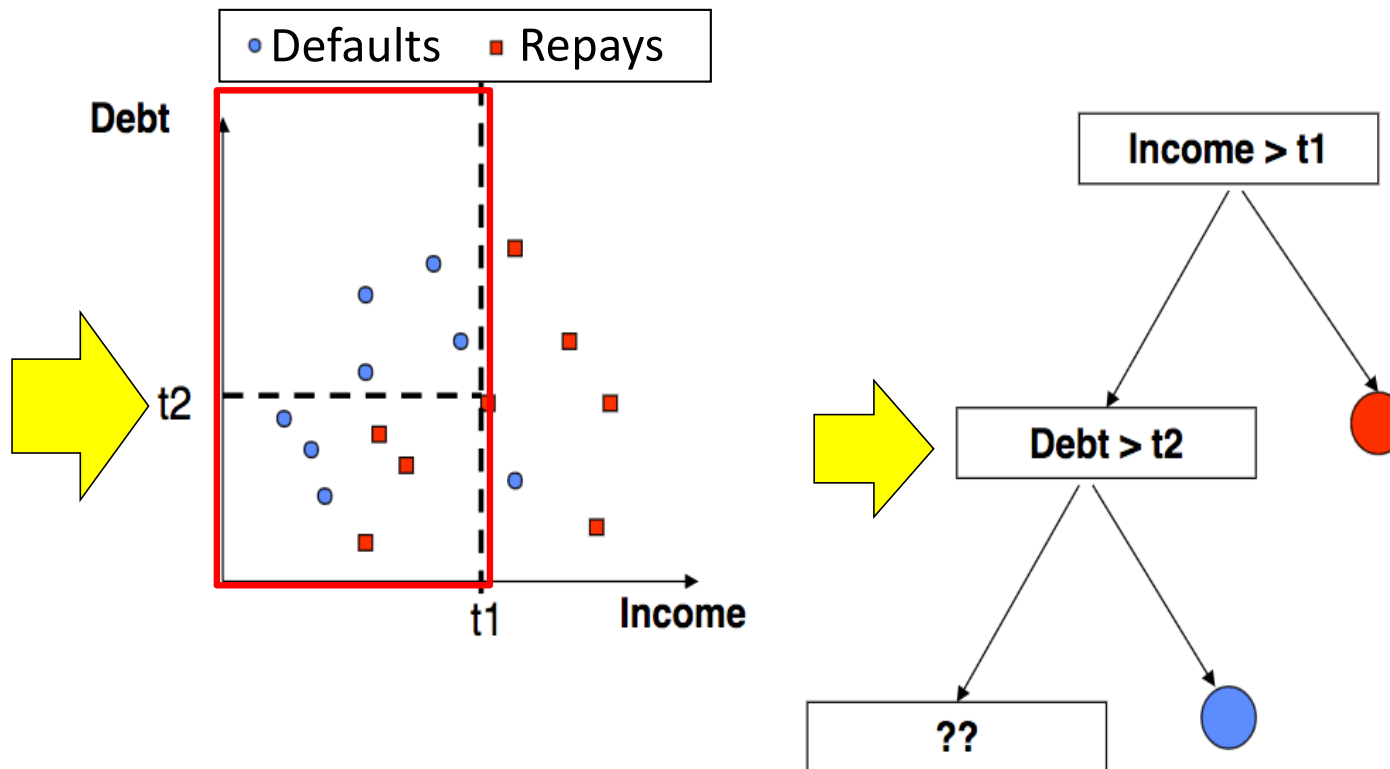 Defaults Repays
Debt
Income > t1
t2
Debt > t2
t1
Income
??